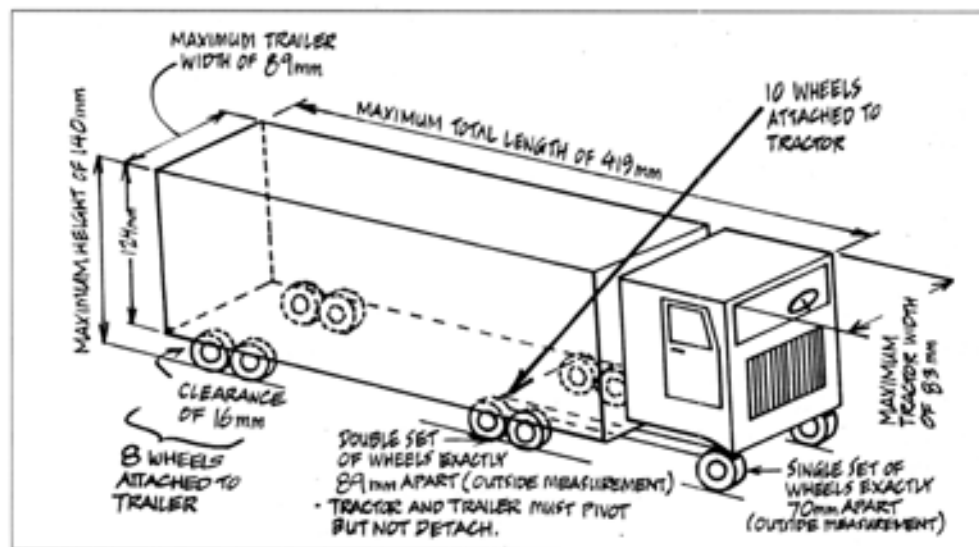 MAXIMUM TRAILER
WIDTH OF 89mm
MAXIMUM TOTAL LENGTH OF 419mm
10 WHEELS
ATTACHED TO
TRACTOR
MAXIMUM HEIGHT OF 140mm
124mm
CLEARANCE
OF 16mm
8 WHEELS
ATTACHED TO
TRAILER
DOUBLE SET
OF WHEELS EXACTLY
89mm APART (OUTSIDE MEASUREMENT)
· TRACTOR AND TRAILER MUST PIVOT
BUT NOT DETACH.
MAXIMUM
TRACTOR WIDTH
OF 83mm
SINGLE SET OF
WHEELS EXACTLY
70mm APART
(OUTSIDE MEASUREMENT)